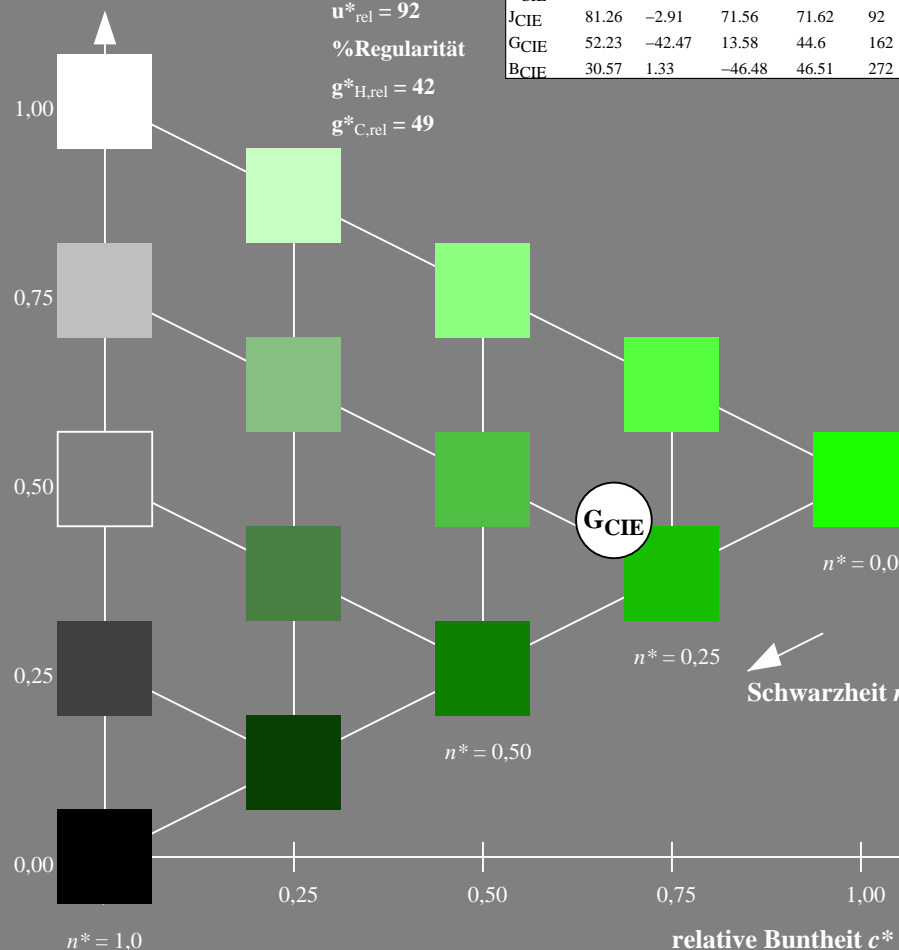 u*rel = 92
%Regularität
g*H,rel = 42
g*C,rel = 49
JCIE 81.26 −2.91 71.56 71.62 92
GCIE 52.23 −42.47 13.58 44.6 162
BCIE 30.57 1.33 −46.48 46.51 272
1,00
0,75
0,50
GCIE
n* = 0,0
n* = 0,25
0,25
Schwarzheit n
n* = 0,50
0,00
0,25 0,50 0,75 1,00
n* = 1,0
relative Buntheit c*